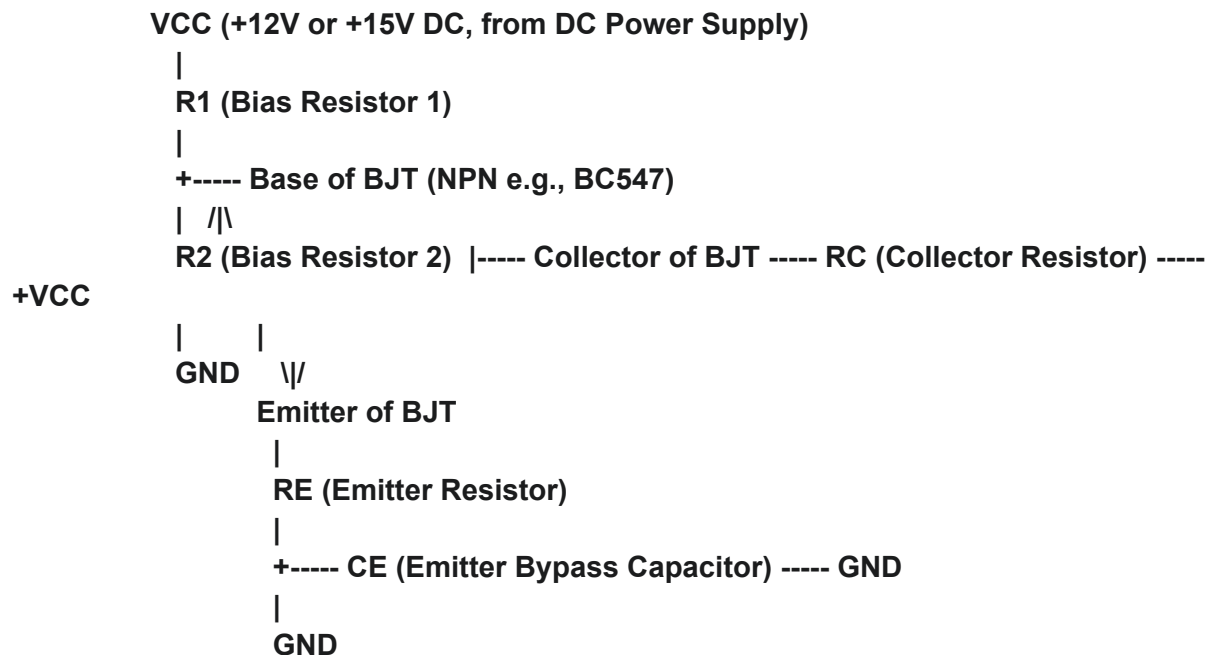 VCC (+12V or +15V DC, from DC Power Supply)
|
R1 (Bias Resistor 1)
|
+----- Base of BJT (NPN e.g., BC547)
| /|\
R2 (Bias Resistor 2) |----- Collector of BJT ----- RC (Collector Resistor) -----
+VCC
| |
GND \|/
Emitter of BJT
|
RE (Emitter Resistor)
|
+----- CE (Emitter Bypass Capacitor) ----- GND
|
GND